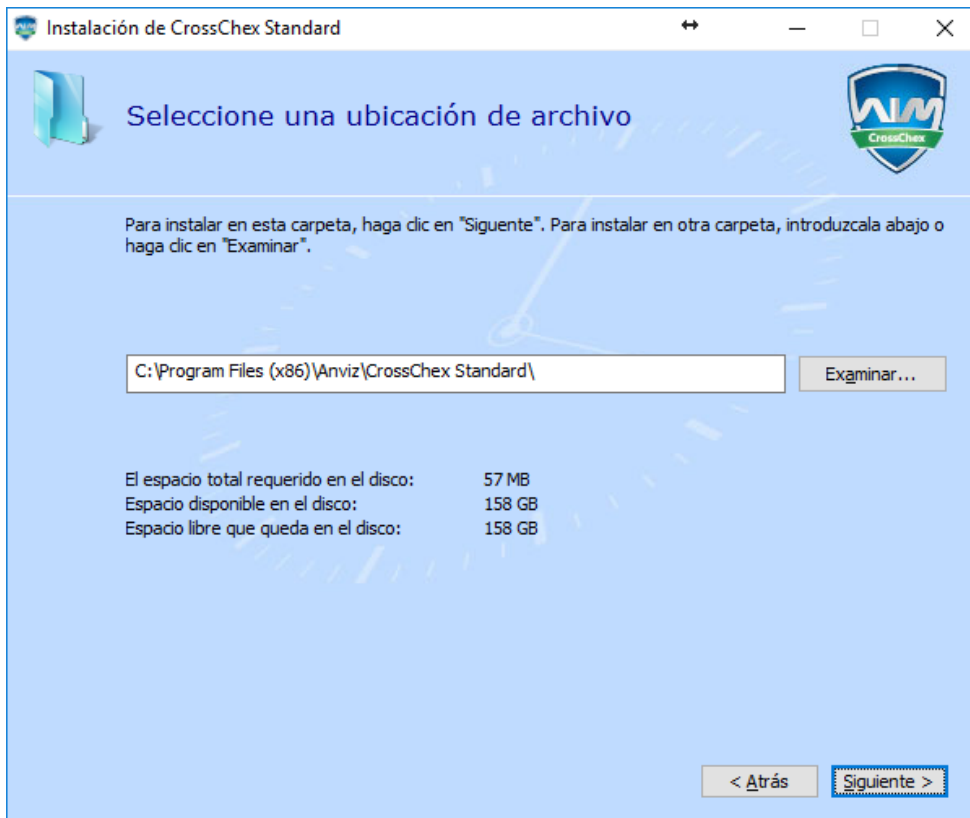 Instalación de CrossChex Standard
Seleccione una ubicación de archivo
AIM
CrossChex
Para instalar en esta carpeta, haga clic en "Siguente". Para instalar en otra carpeta, introduzcala abajo o
haga clic en "Examinar".
C:\Program Files (x86)\Anviz\CrossChex Standard\
Examinar...
El espacio total requerido en el disco: 57 MB
Espacio disponible en el disco: 158 GB
Espacio libre que queda en el disco: 158 GB
< Atrás Siguiente >